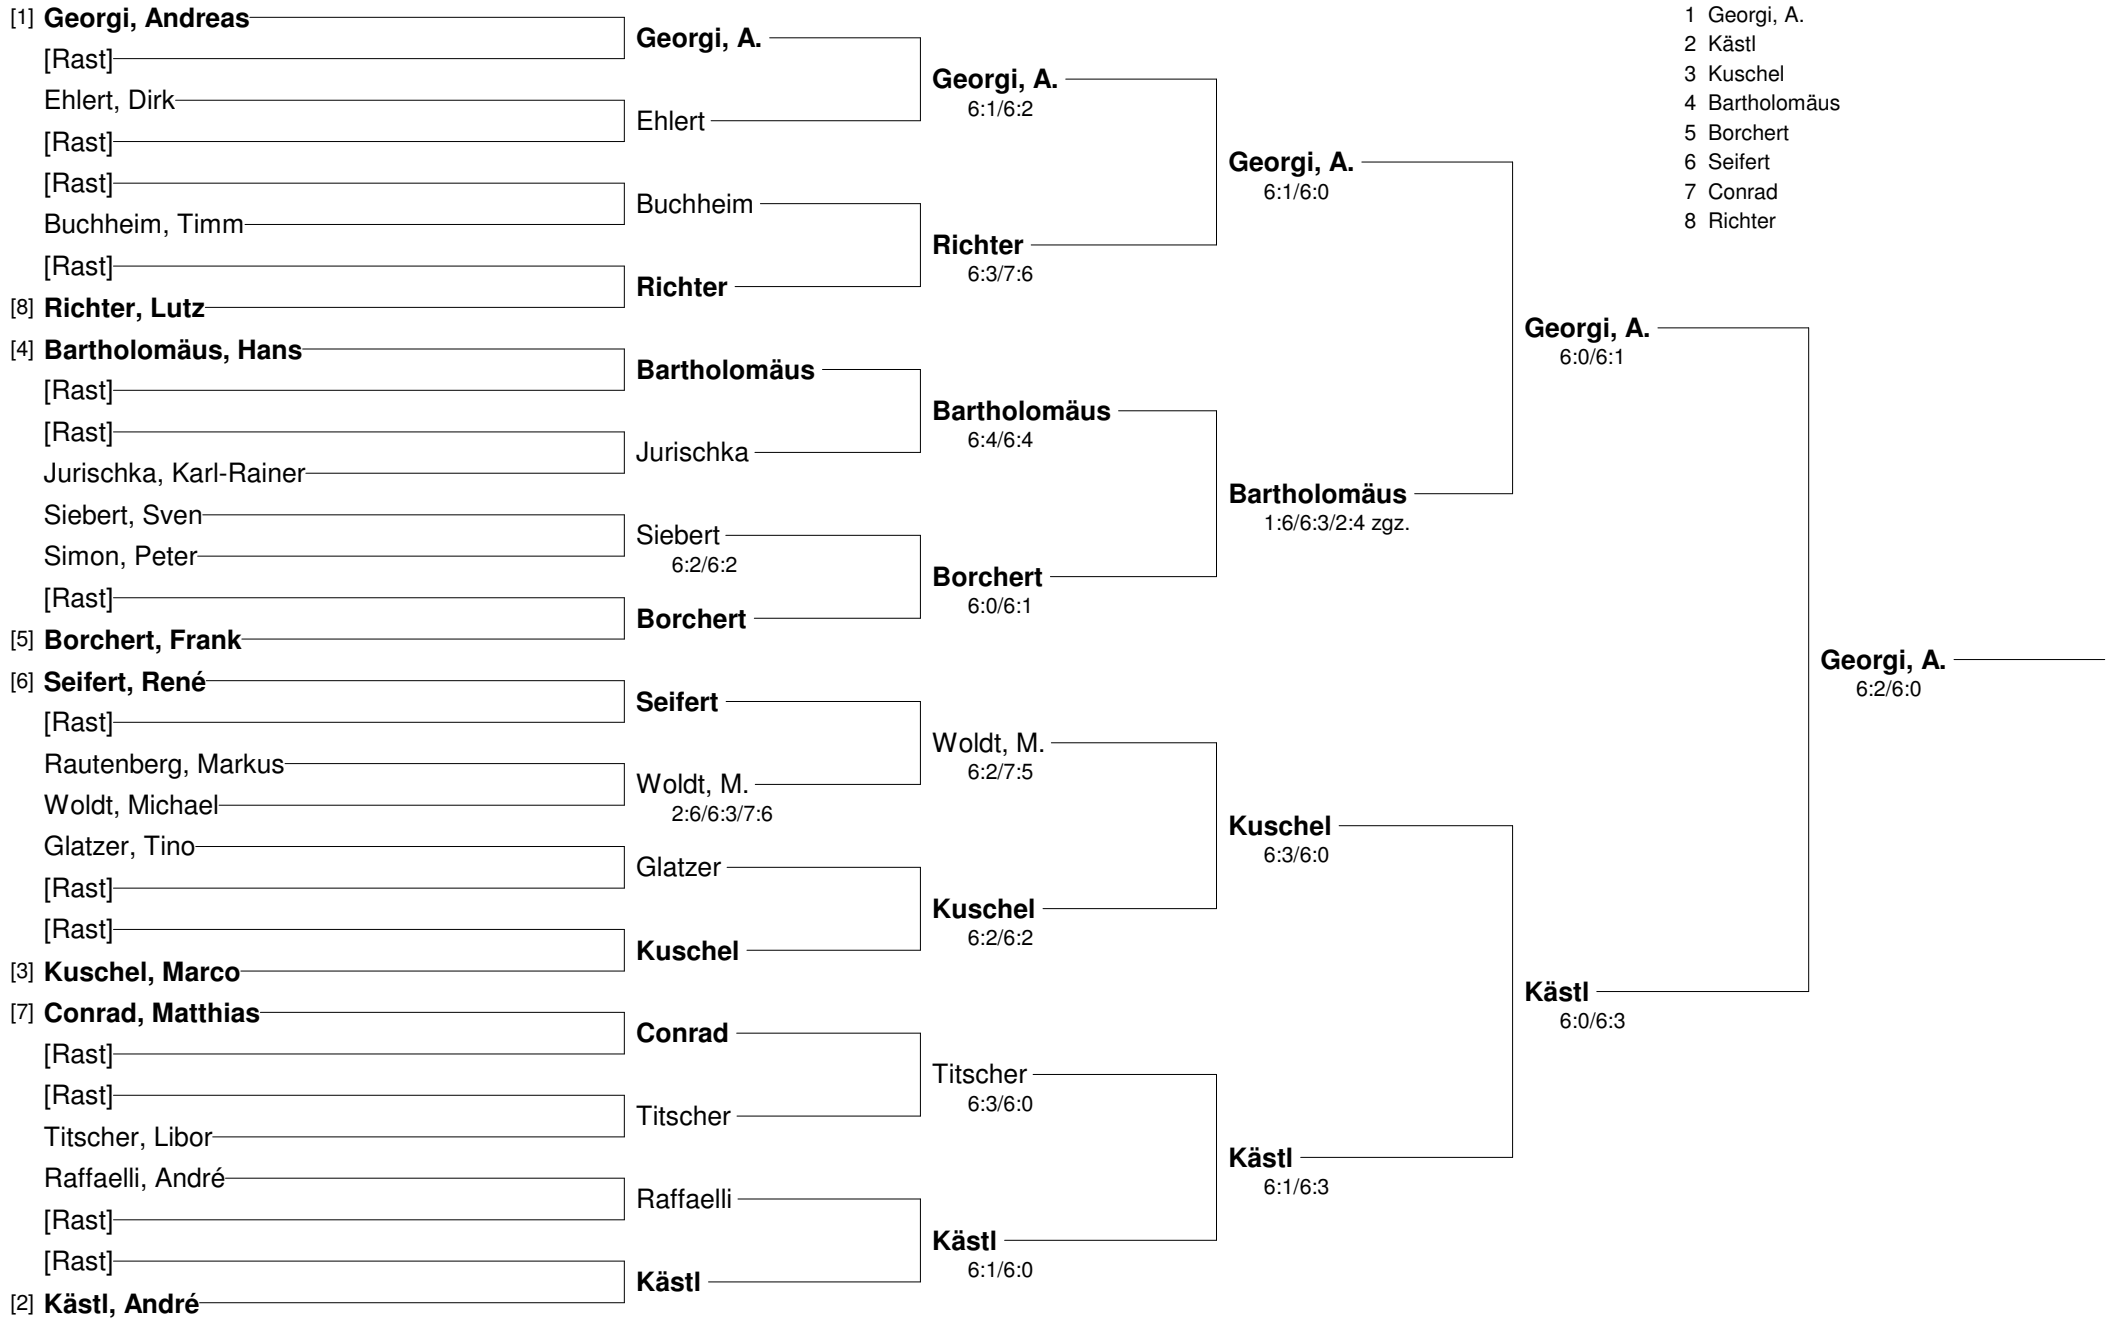 [1] Georgi, Andreas
[Rast]
Ehlert, Dirk
[Rast]
[Rast]
Buchheim, Timm
[Rast]
[8] Richter, Lutz
[4] Bartholomäus, Hans
[Rast]
[Rast]
Jurischka, Karl-Rainer
Siebert, Sven
Simon, Peter
[Rast]
[5] Borchert, Frank
[6] Seifert, René
[Rast]
Rautenberg, Markus
Woldt, Michael
Glatzer, Tino
[Rast]
[Rast]
[3] Kuschel, Marco
[7] Conrad, Matthias
[Rast]
[Rast]
Titscher, Libor
Raffaelli, André
[Rast]
[Rast]
[2] Kästl, André
Georgi, A.
Ehlert
Buchheim
Richter
Bartholomäus
Jurischka
Siebert
6:2/6:2
Borchert
Seifert
Woldt, M.
2:6/6:3/7:6
Glatzer
Kuschel
Conrad
Titscher
Raffaelli
Kästl
Georgi, A.
6:1/6:2
Richter
6:3/7:6
Bartholomäus
6:4/6:4
Borchert
6:0/6:1
Woldt, M.
6:2/7:5
Kuschel
6:2/6:2
Titscher
6:3/6:0
Kästl
6:1/6:0
Georgi, A.
6:1/6:0
Bartholomäus
1:6/6:3/2:4 zgz.
Kuschel
6:3/6:0
Kästl
6:1/6:3
Georgi, A.
6:0/6:1
Kästl
6:0/6:3
Georgi, A.
6:2/6:0
1 Georgi, A.
2 Kästl
3 Kuschel
4 Bartholomäus
5 Borchert
6 Seifert
7 Conrad
8 Richter